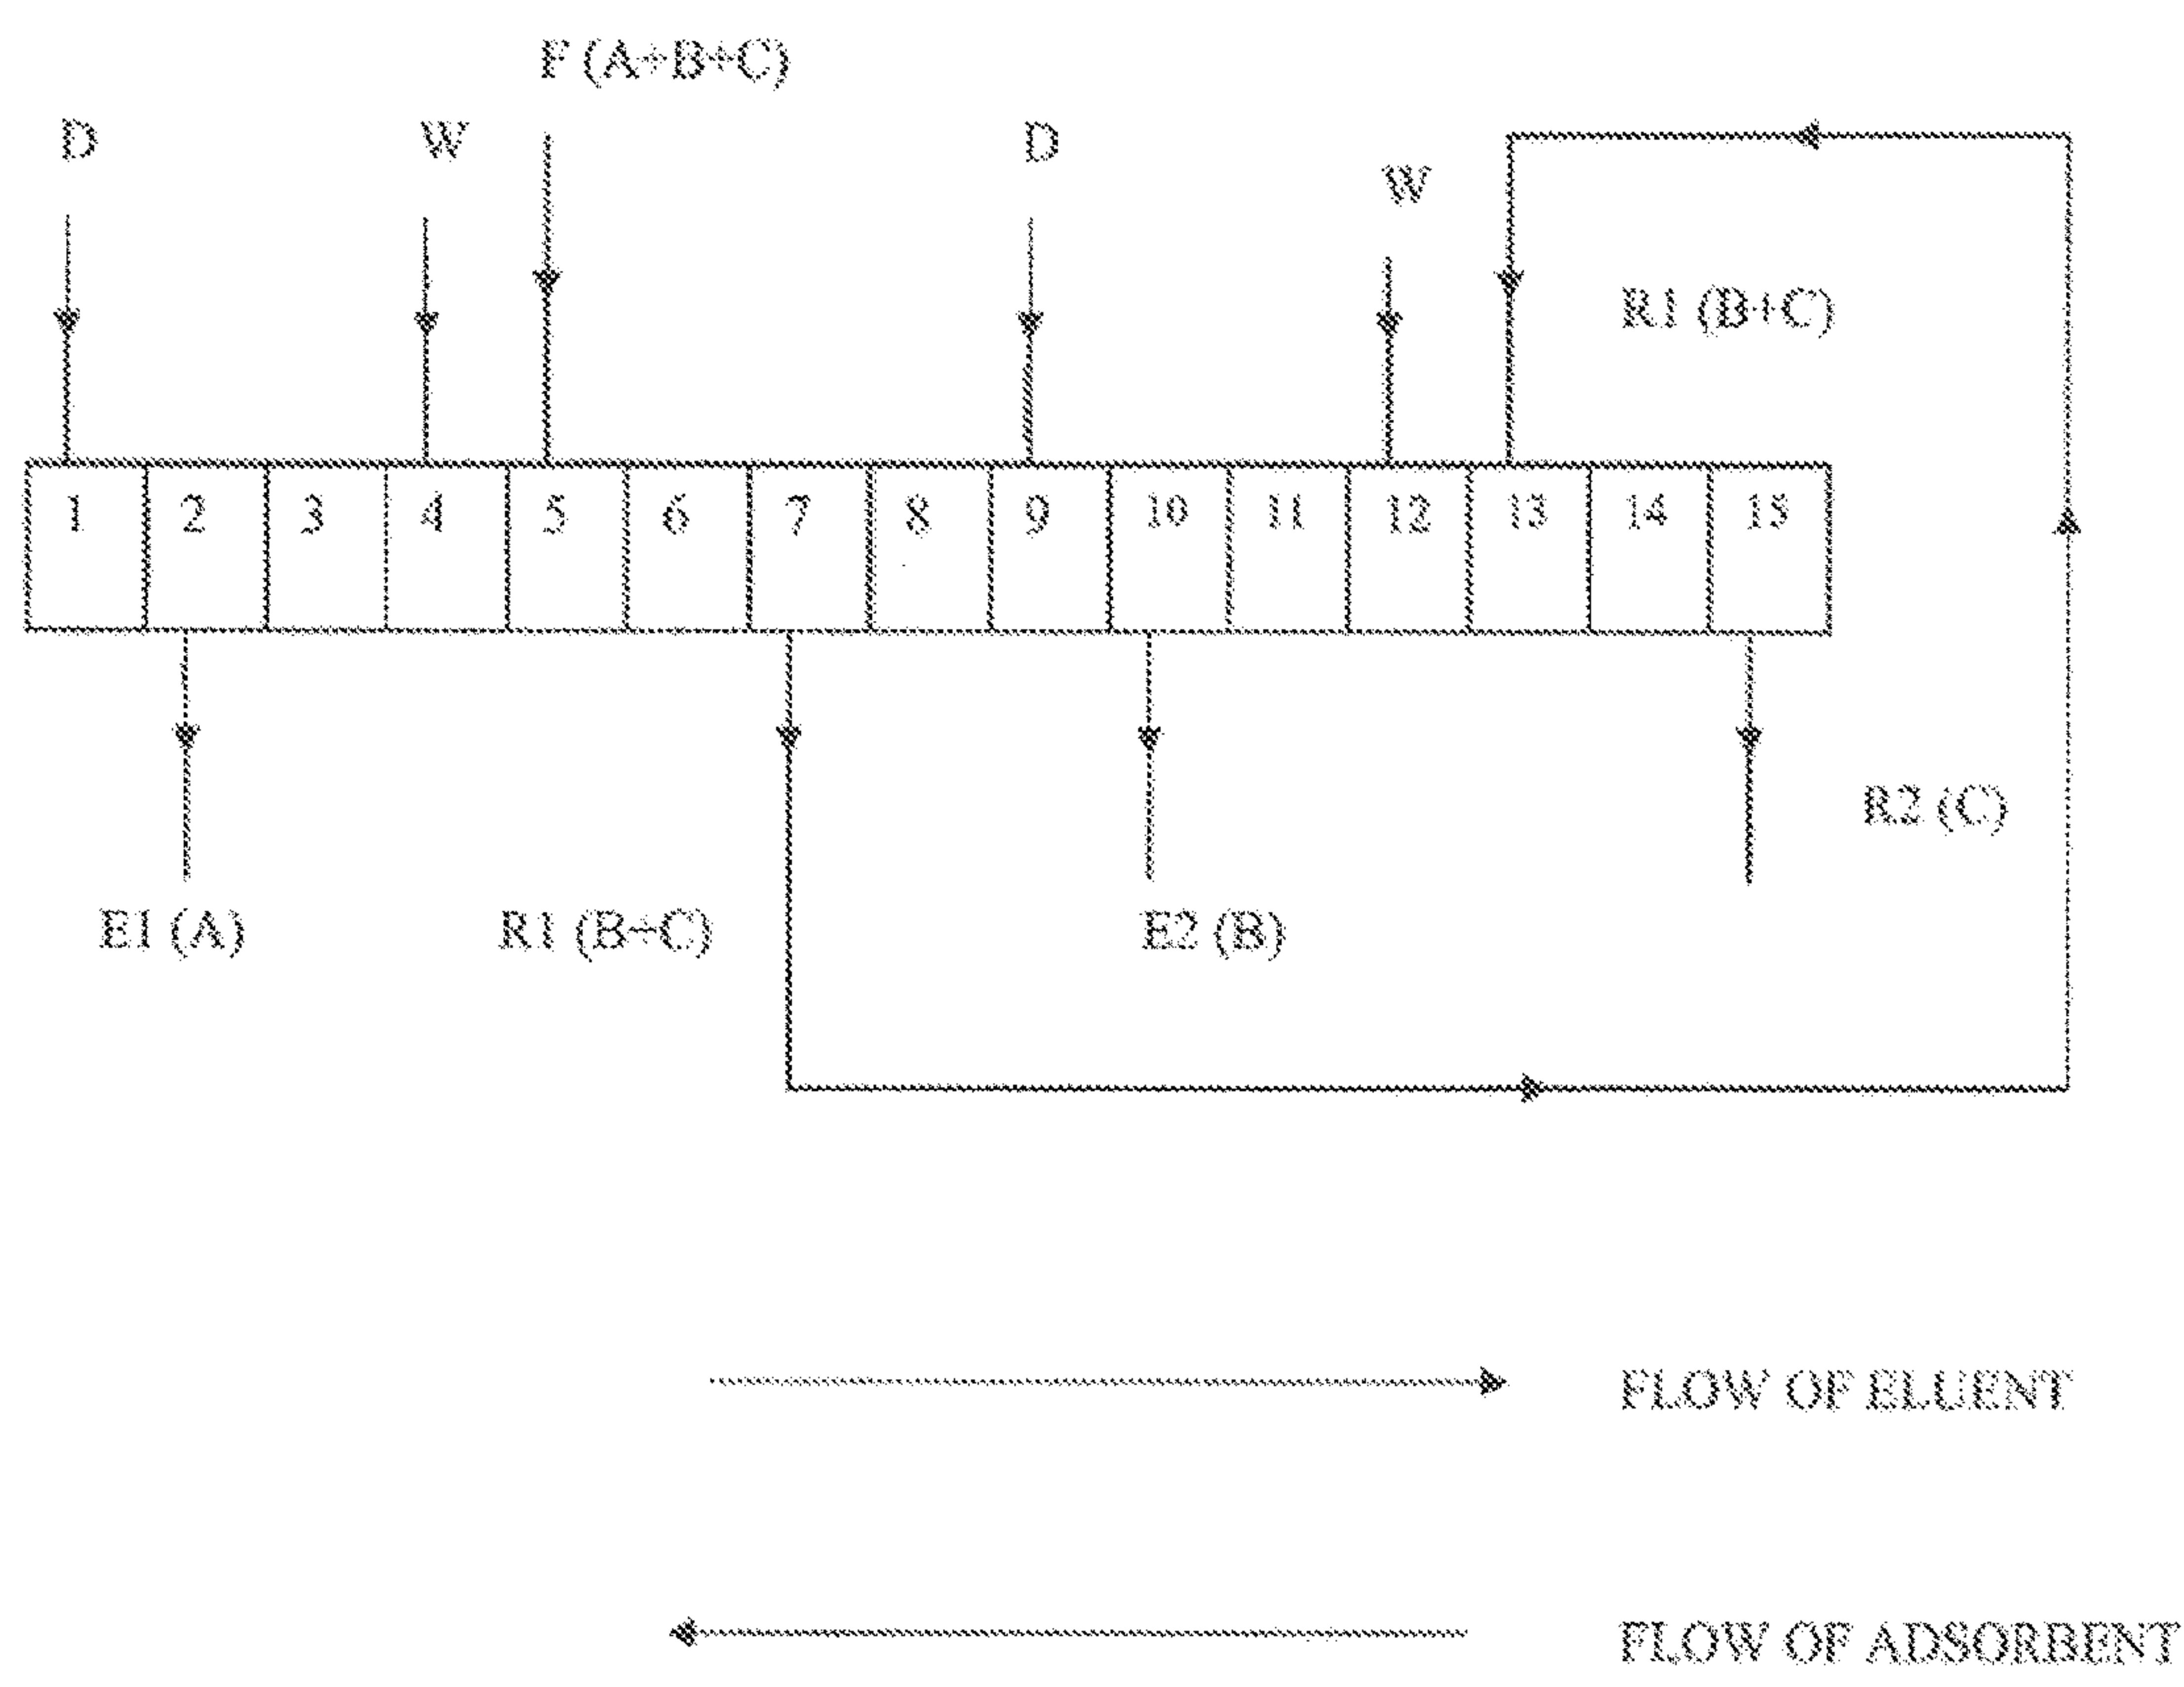 F (A+B+C)
D
W
D
W
R1 (B+C)
1 2 3 4 5 6 7 8 9 10 11 12 13 14 15
R2 (C)
E1 (A)
R1 (B+C)
E2 (B)
FLOW OF ELUENT
FLOW OF ADSORBENT